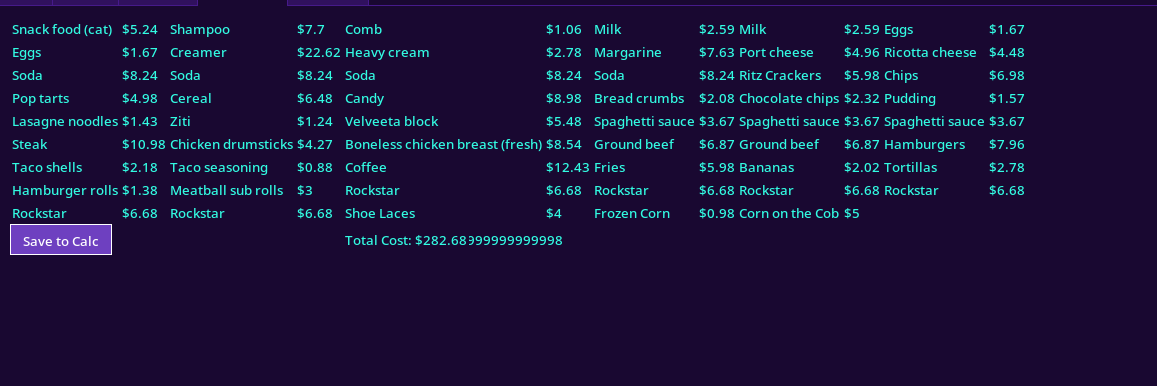 Snack food (cat) $5.24 Shampoo $7.7 Comb $1.06 Milk $2.59 Milk $2.59 Eggs $1.67
Eggs $1.67 Creamer $22.62 Heavy cream $2.78 Margarine $7.63 Port cheese $4.96 Ricotta cheese $4.48
Soda $8.24 Soda $8.24 Soda $8.24 Soda $8.24 Ritz Crackers $5.98 Chips $6.98
Pop tarts $4.98 Cereal $6.48 Candy $8.98 Bread crumbs $2.08 Chocolate chips $2.32 Pudding $1.57
Lasagne noodles $1.43 Ziti $1.24 Velveeta block $5.48 Spaghetti sauce $3.67 Spaghetti sauce $3.67 Spaghetti sauce $3.67
Steak $10.98 Chicken drumsticks $4.27 Boneless chicken breast (fresh) $8.54 Ground beef $6.87 Ground beef $6.87 Hamburgers $7.96
Taco shells $2.18 Taco seasoning $0.88 Coffee $12.43 Fries $5.98 Bananas $2.02 Tortillas $2.78
Hamburger rolls $1.38 Meatball sub rolls $3 Rockstar $6.68 Rockstar $6.68 Rockstar $6.68 Rockstar $6.68
Rockstar $6.68 Rockstar $6.68 Shoe Laces $4 Frozen Corn $0.98 Corn on the Cob $5
Save to Calc Total Cost: $282.68999999999998